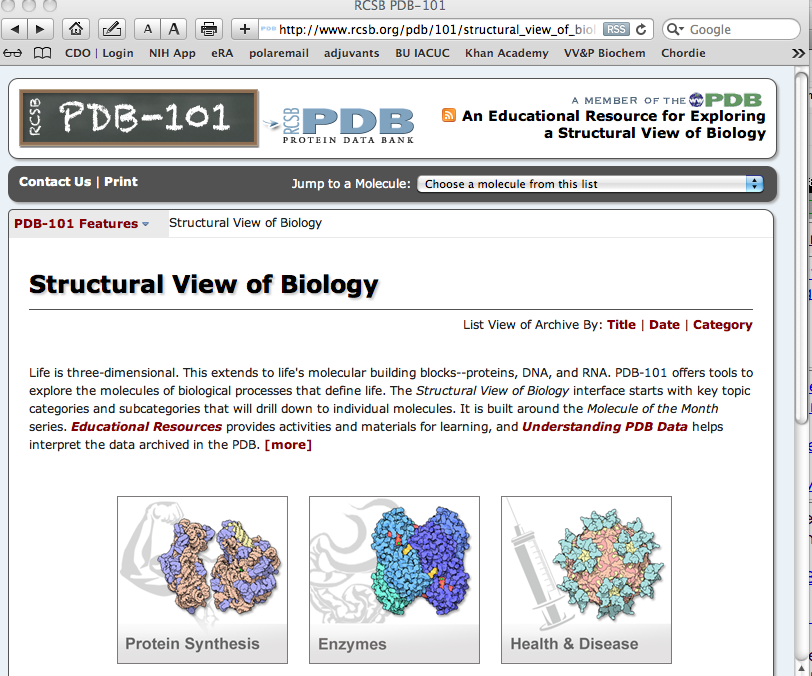 RCSB PDB-101
A A
http://www.rcsb.org/pdb/101/structural_view_of_biol RSS
Google
CDO | Login NIH App eRA polaremail adjuvants BU IACUC Khan Academy VV&P Biochem Chordie
RCSB PDB-101
RCSB PDB
PROTEIN DATA BANK
A MEMBER OF THE PDB
An Educational Resource for Exploring
a Structural View of Biology
Contact Us | Print
Jump to a Molecule: Choose a molecule from this list
PDB-101 Features Structural View of Biology
Structural View of Biology
List View of Archive By: Title | Date | Category
Life is three-dimensional. This extends to life's molecular building blocks--proteins, DNA, and RNA. PDB-101 offers tools to
explore the molecules of biological processes that define life. The Structural View of Biology interface starts with key topic
categories and subcategories that will drill down to individual molecules. It is built around the Molecule of the Month
series. Educational Resources provides activities and materials for learning, and Understanding PDB Data helps
interpret the data archived in the PDB. [more]
Protein Synthesis
Enzymes
Health & Disease